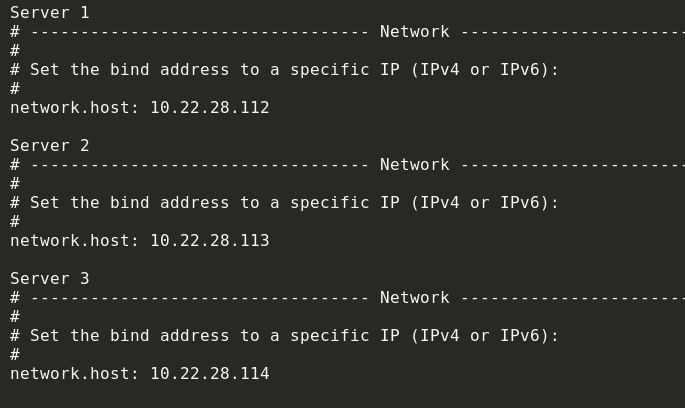 Server 1
# ---------------------------------- Network -----------------------
#
# Set the bind address to a specific IP (IPv4 or IPv6):
#
network.host: 10.22.28.112
Server 2
# ---------------------------------- Network -----------------------
#
# Set the bind address to a specific IP (IPv4 or IPv6):
#
network.host: 10.22.28.113
Server 3
# ---------------------------------- Network -----------------------
#
# Set the bind address to a specific IP (IPv4 or IPv6):
#
network.host: 10.22.28.114